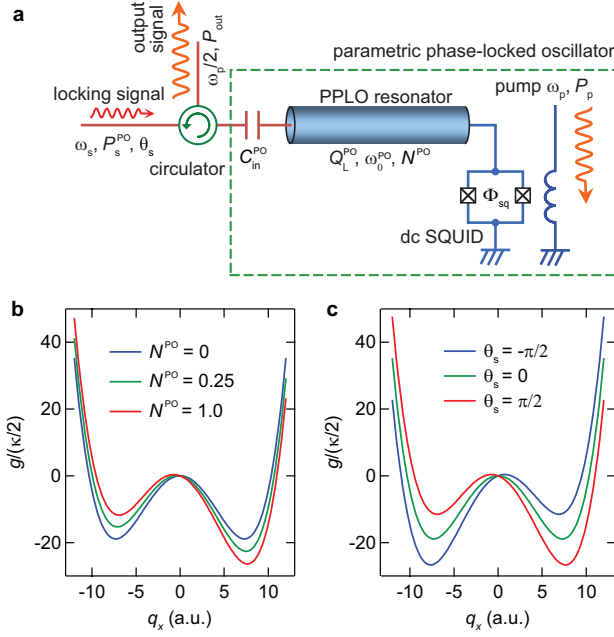 a
output
signal
ω_p/2, P_out
parametric phase-locked oscillator
locking signal
PPLO resonator
pump ω_p, P_p
ω_s, P_s^PO, θ_s
circulator
C_in^PO
Q_L^PO, ω_0^PO, N^PO
Φ_sq
dc SQUID
b
c
40
20
0
-20
g/(κ/2)
N^PO = 0
N^PO = 0.25
N^PO = 1.0
-10 -5 0 5 10
q_x (a.u.)
40
20
0
-20
g/(κ/2)
θ_s = -π/2
θ_s = 0
θ_s = π/2
-10 -5 0 5 10
q_x (a.u.)